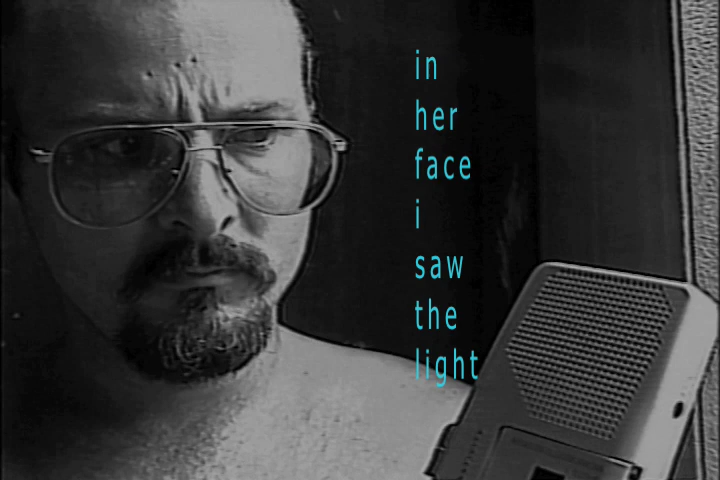 in
her
face
i
saw
the
light